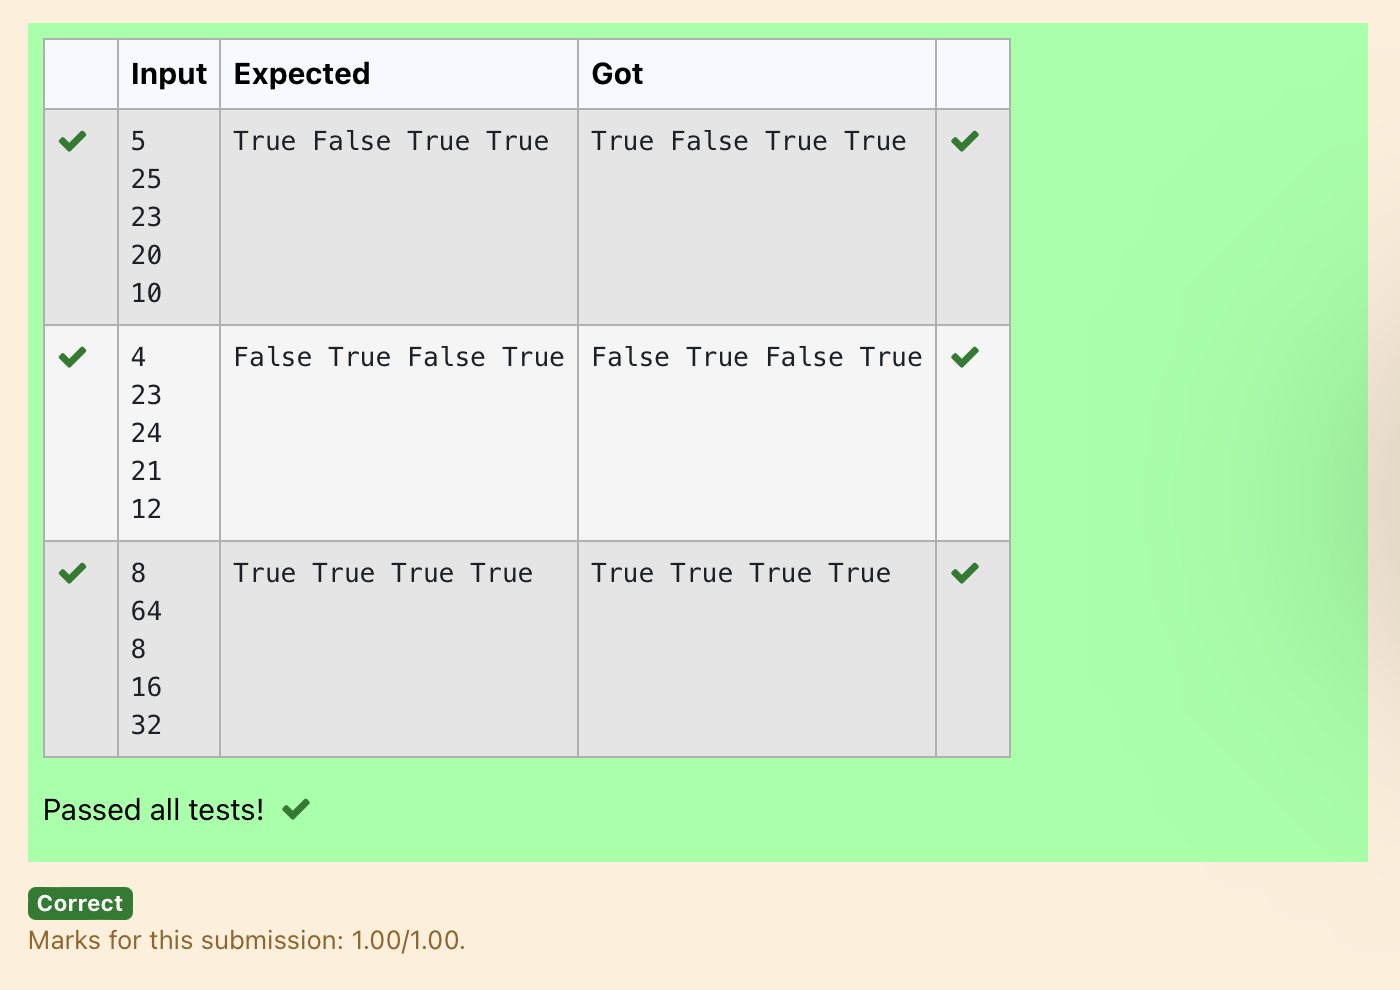 Input Expected Got
5 True False True True True False True True
25
23
20
10
4 False True False True False True False True
23
24
21
12
8 True True True True True True True True
64
8
16
32
Passed all tests!
Correct
Marks for this submission: 1.00/1.00.